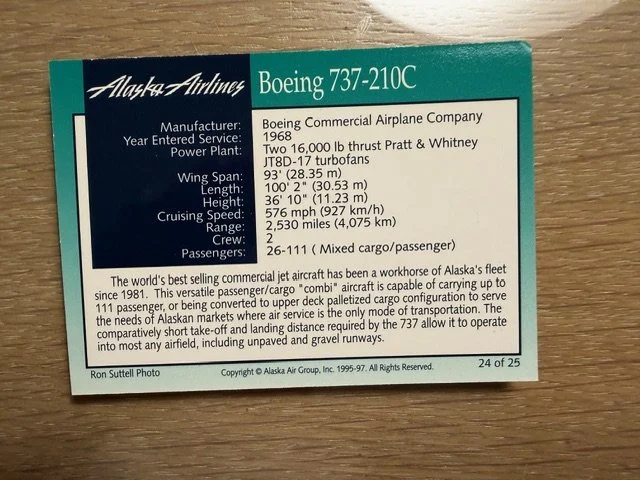 Alaska Airlines Boeing 737-210C
Manufacturer: Boeing Commercial Airplane Company
Year Entered Service: 1968
Power Plant: Two 16,000 lb thrust Pratt & Whitney
JT8D-17 turbofans
Wing Span: 93' (28.35 m)
Length: 100' 2" (30.53 m)
Height: 36' 10" (11.23 m)
Cruising Speed: 576 mph (927 km/h)
Range: 2,530 miles (4,075 km)
Crew: 2
Passengers: 26-111 ( Mixed cargo/passenger)
The world's best selling commercial jet aircraft has been a workhorse of Alaska's fleet
since 1981. This versatile passenger/cargo "combi" aircraft is capable of carrying up to
111 passenger, or being converted to upper deck palletized cargo configuration to serve
the needs of Alaskan markets where air service is the only mode of transportation. The
comparatively short take-off and landing distance required by the 737 allow it to operate
into most any airfield, including unpaved and gravel runways.
Ron Suttell Photo Copyright © Alaska Air Group, Inc. 1995-97. All Rights Reserved. 24 of 25